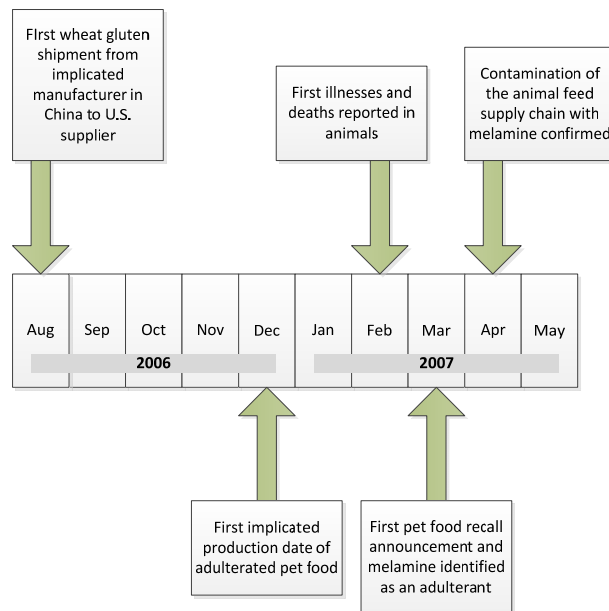 FIrst wheat gluten
shipment from
implicated
manufacturer in
China to U.S.
supplier
First illnesses and
deaths reported in
animals
Contamination of
the animal feed
supply chain with
melamine confirmed
Aug
Sep
Oct
Nov
Dec
Jan
Feb
Mar
Apr
May
2006
2007
First implicated
production date of
adulterated pet food
First pet food recall
announcement and
melamine identified
as an adulterant